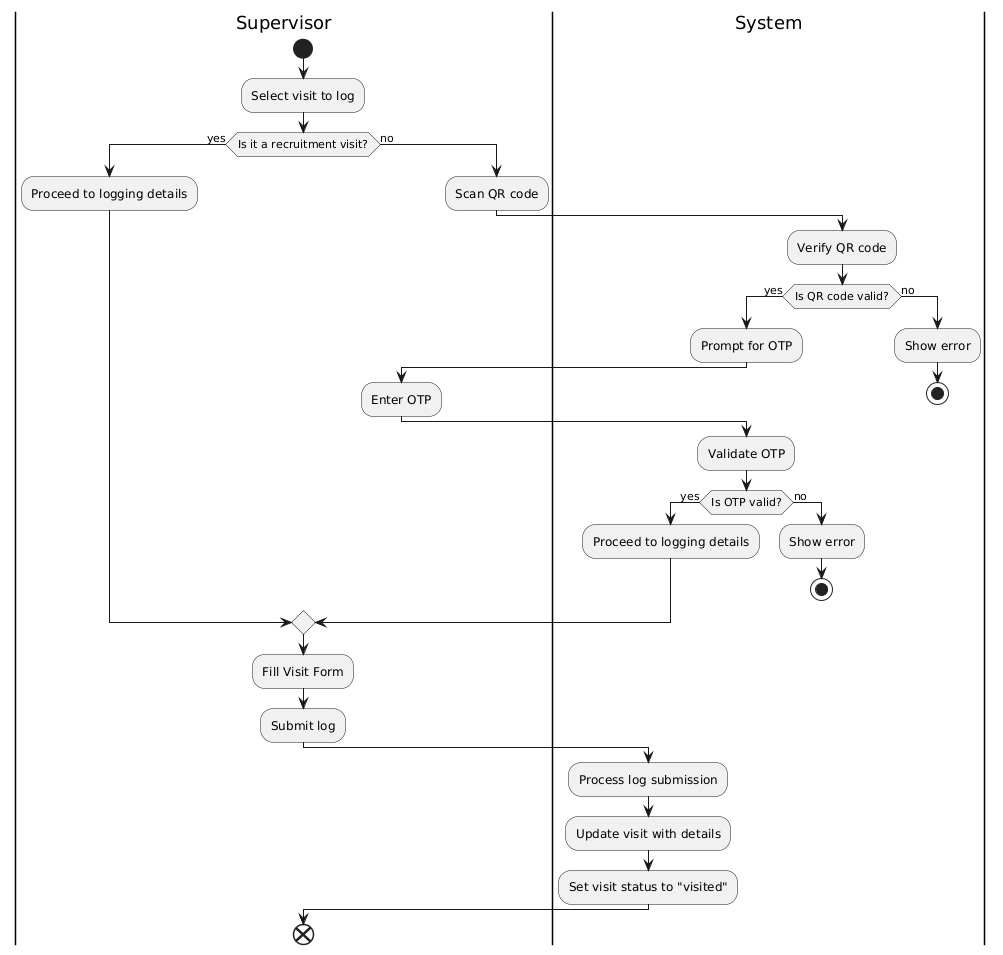 Supervisor
System
Select visit to log
yes
Is it a recruitment visit?
no
Proceed to logging details
Scan QR code
Verify QR code
yes
Is QR code valid?
no
Prompt for OTP
Show error
Enter OTP
Validate OTP
yes
Is OTP valid?
no
Proceed to logging details
Show error
Fill Visit Form
Submit log
Process log submission
Update visit with details
Set visit status to "visited"